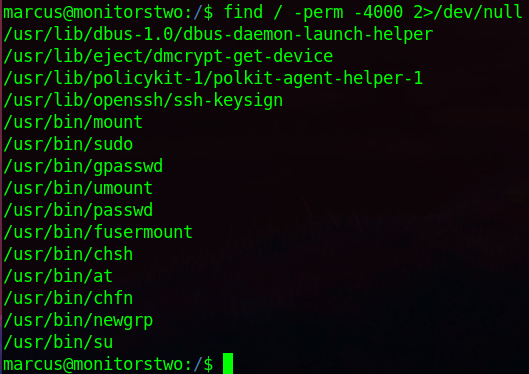 marcus@monitorstwo:/$ find / -perm -4000 2>/dev/null
/usr/lib/dbus-1.0/dbus-daemon-launch-helper
/usr/lib/eject/dmcrypt-get-device
/usr/lib/policykit-1/polkit-agent-helper-1
/usr/lib/openssh/ssh-keysign
/usr/bin/mount
/usr/bin/sudo
/usr/bin/gpasswd
/usr/bin/umount
/usr/bin/passwd
/usr/bin/fusermount
/usr/bin/chsh
/usr/bin/at
/usr/bin/chfn
/usr/bin/newgrp
/usr/bin/su
marcus@monitorstwo:/$